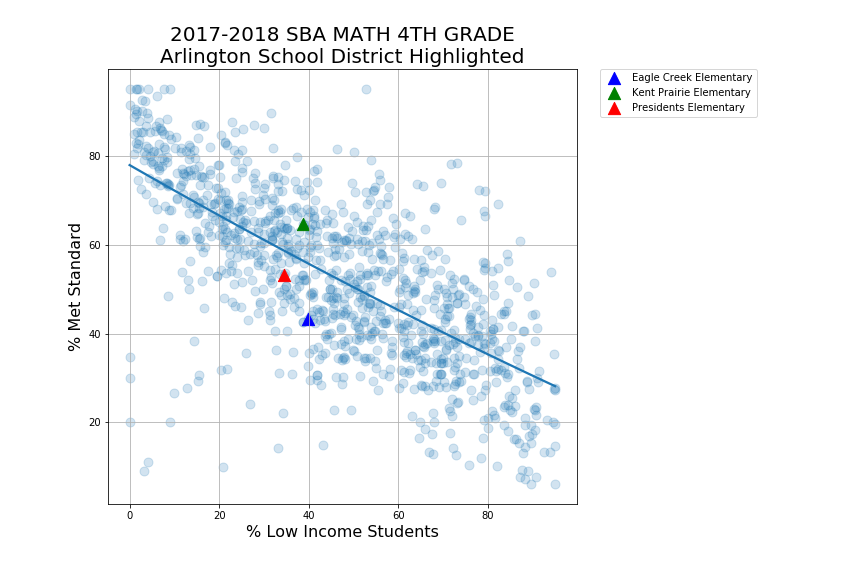 2017-2018 SBA MATH 4TH GRADE
Arlington School District Highlighted
Eagle Creek Elementary
Kent Prairie Elementary
Presidents Elementary
% Met Standard
80
60
40
20
0 20 40 60 80
% Low Income Students